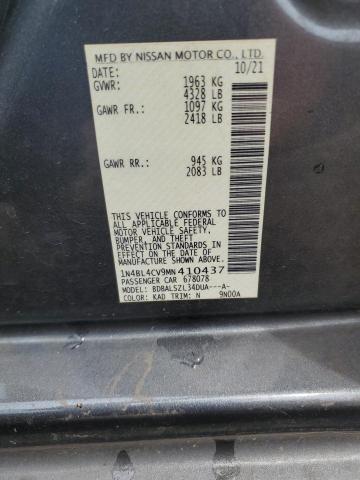 MFD BY NISSAN MOTOR CO., LTD.
DATE: 10/21
GVWR: 1963 KG
4328 LB
GAWR FR.: 1097 KG
2418 LB
GAWR RR.: 945 KG
2083 LB
THIS VEHICLE CONFORMS TO
ALL APPLICABLE FEDERAL
MOTOR VEHICLE SAFETY,
BUMPER, AND THEFT
PREVENTION STANDARDS IN
EFFECT ON THE DATE OF
MANUFACTURE SHOWN ABOVE.
1N4BL4CV9MN410437
PASSENGER CAR 678078
MODEL: BDBALSZL34DUA---A-
COLOR: KAD TRIM: N 9N00A